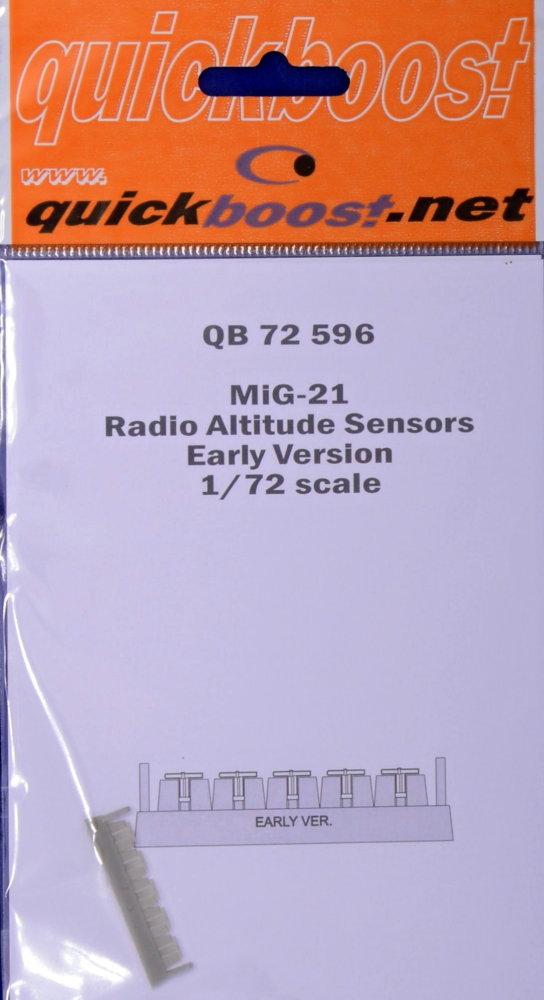 quickboost
www.
quickboost.net
QB 72 596
MiG-21
Radio Altitude Sensors
Early Version
1/72 scale
EARLY VER.